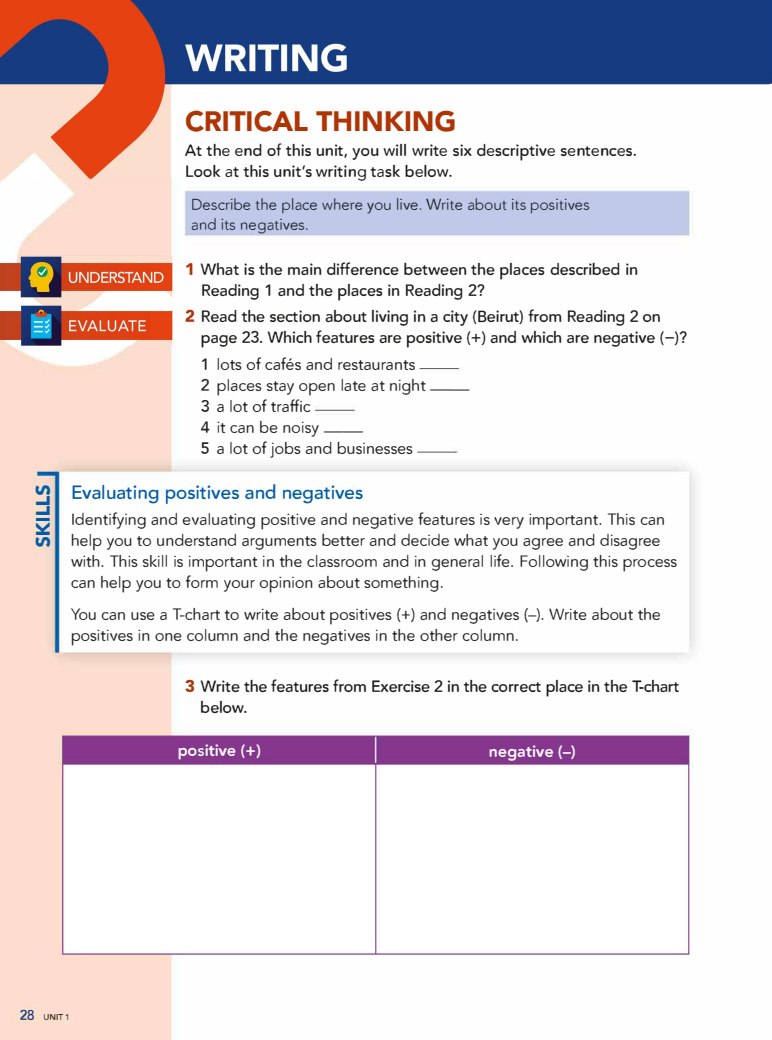 WRITING
CRITICAL THINKING
At the end of this unit, you will write six descriptive sentences.
Look at this unit's writing task below.
Describe the place where you live. Write about its positives
and its negatives.
UNDERSTAND
1 What is the main difference between the places described in
Reading 1 and the places in Reading 2?
EVALUATE
2 Read the section about living in a city (Beirut) from Reading 2 on
page 23. Which features are positive (+) and which are negative (–)?
1 lots of cafés and restaurants _____
2 places stay open late at night _____
3 a lot of traffic _____
4 it can be noisy _____
5 a lot of jobs and businesses _____
SKILLS
Evaluating positives and negatives
Identifying and evaluating positive and negative features is very important. This can
help you to understand arguments better and decide what you agree and disagree
with. This skill is important in the classroom and in general life. Following this process
can help you to form your opinion about something.
You can use a T-chart to write about positives (+) and negatives (–). Write about the
positives in one column and the negatives in the other column.
3 Write the features from Exercise 2 in the correct place in the T-chart
below.
positive (+)
negative (–)
28 UNIT 1